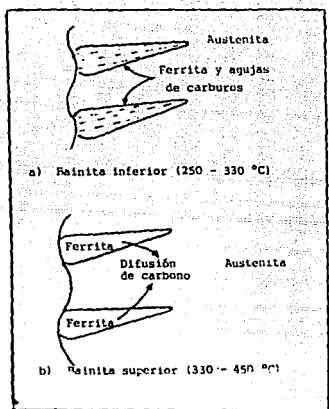 Austenita
Ferrita y agujas
de carburos
a) Bainita inferior (250 - 330 °C)
Ferrita
Difusión
de carbono
Austenita
Ferrita
b) Bainita superior (330 - 450 °C)